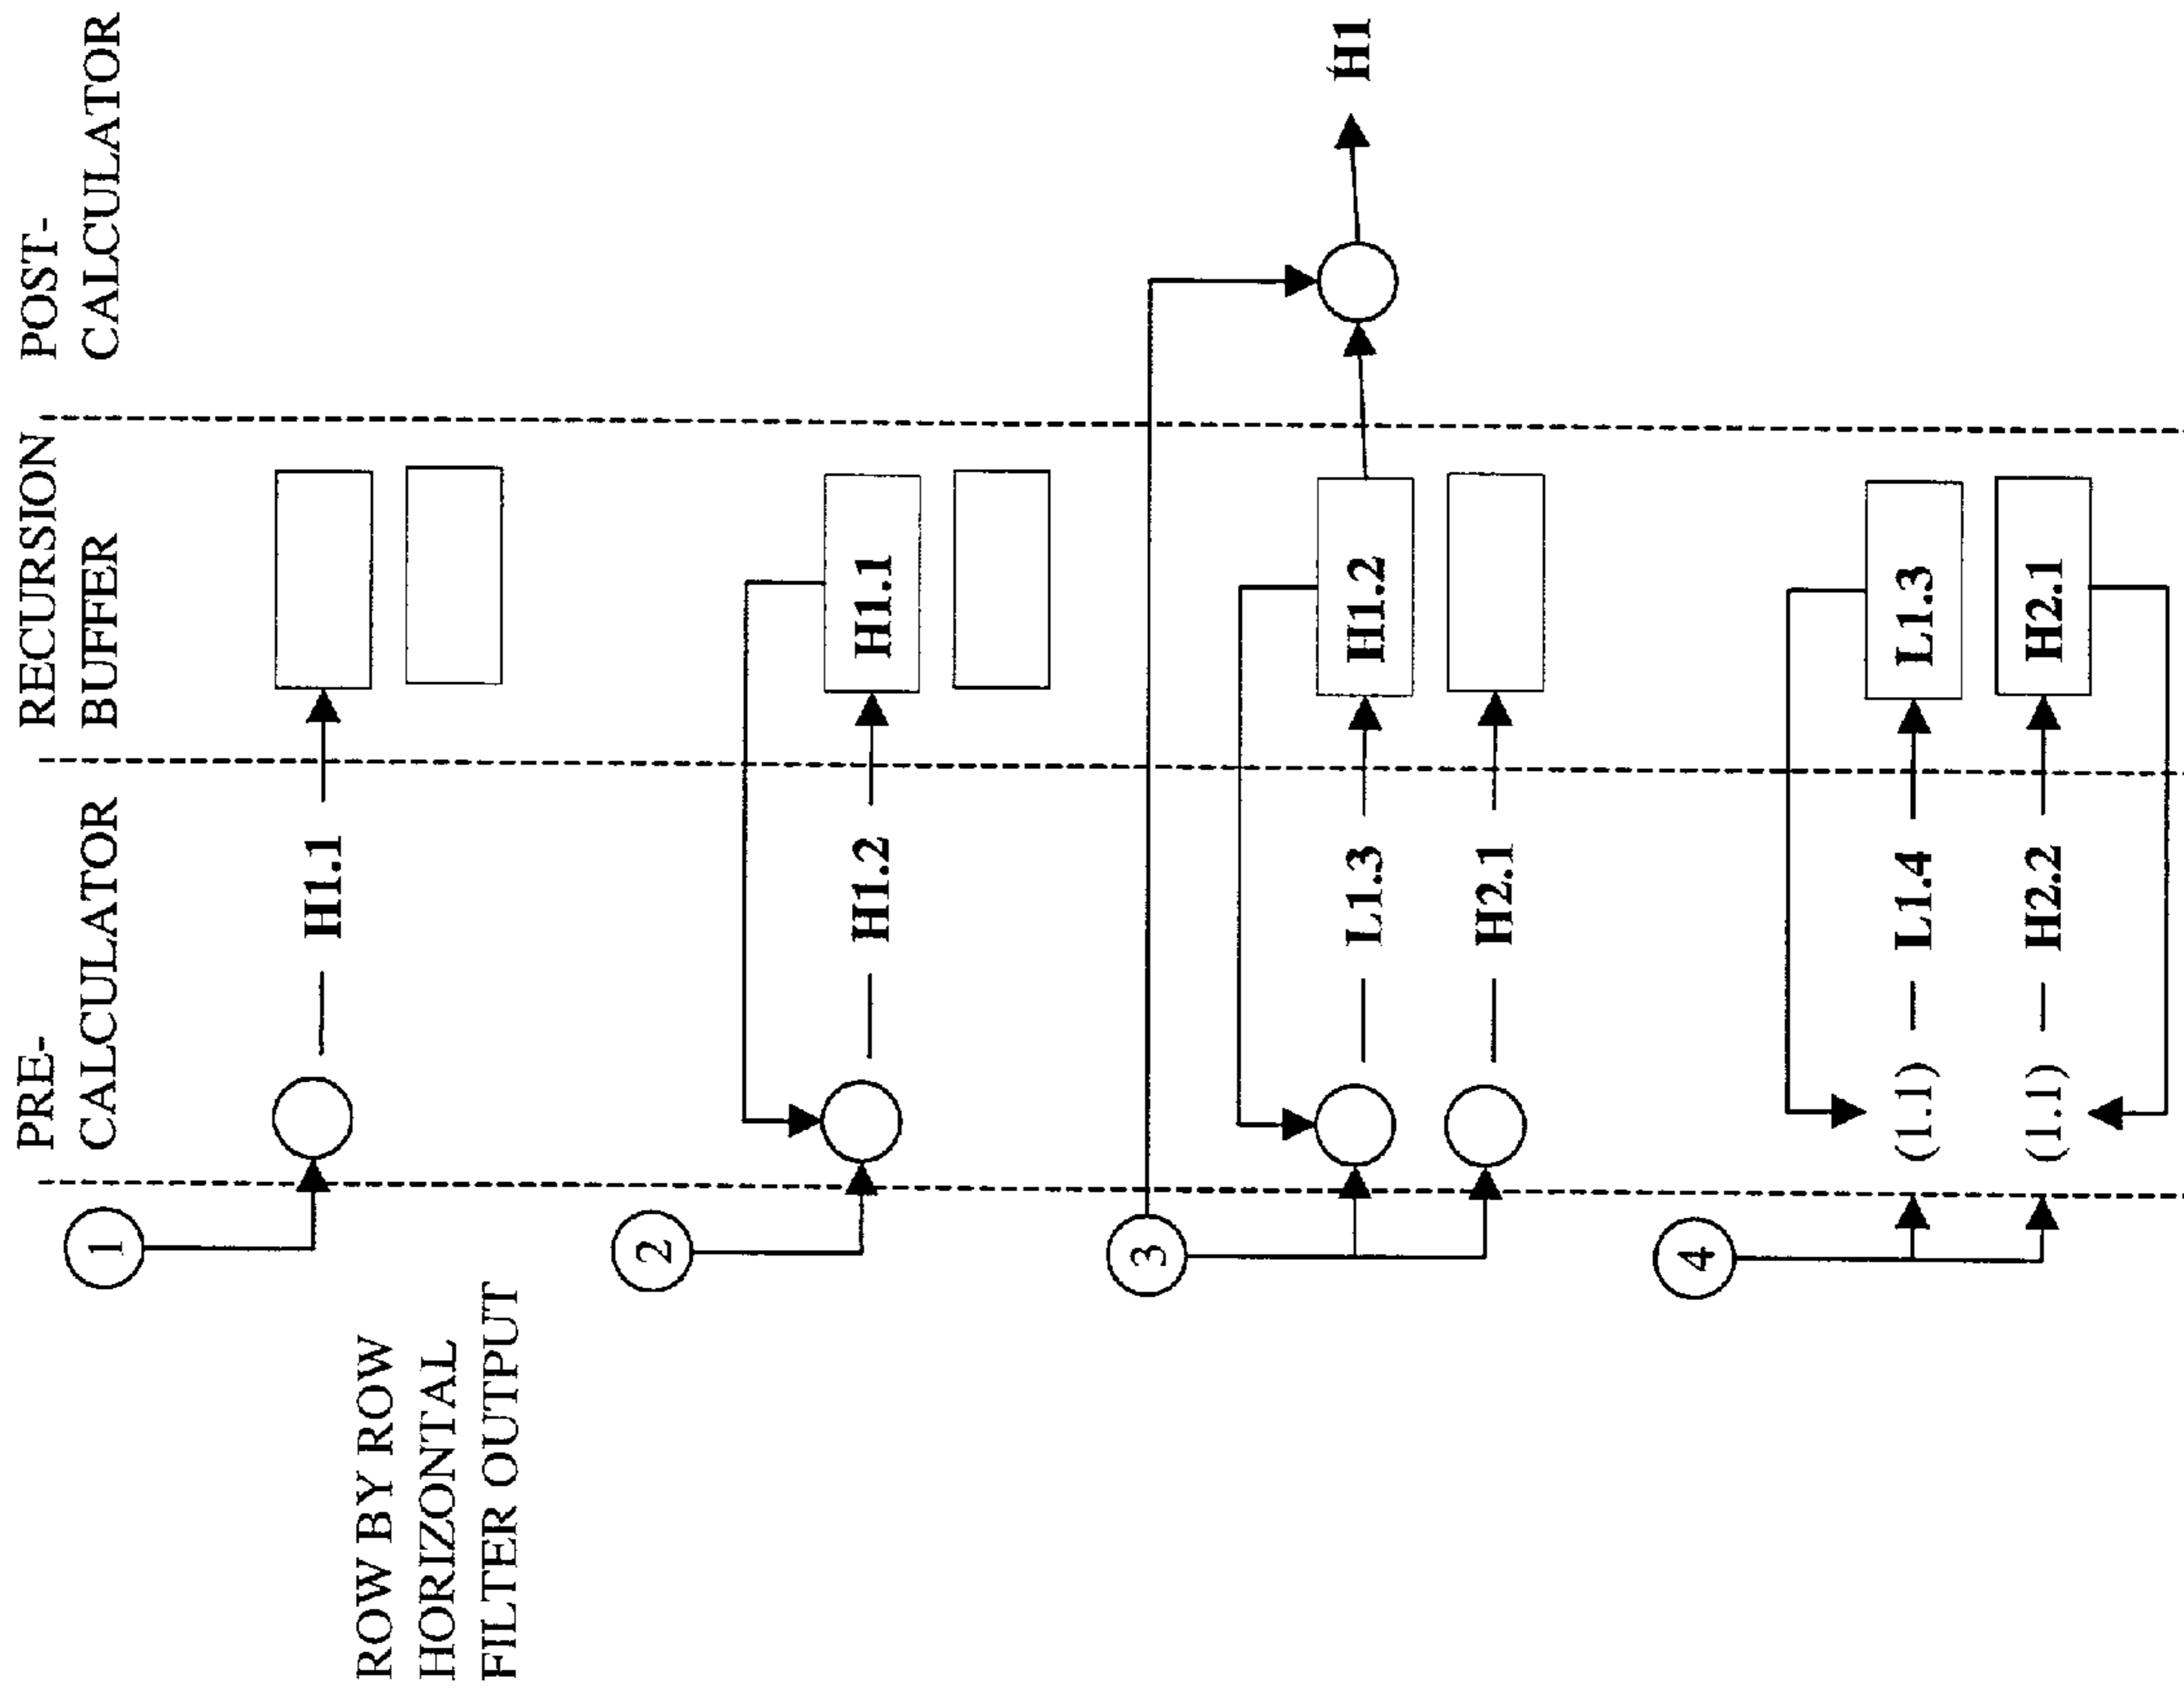 PRE-
CALCULATOR
RECURSION
BUFFER
POST-
CALCULATOR
ROW BY ROW
HORIZONTAL
FILTER OUTPUT
1
H1.1
2
H1.2
H1.1
3
L1.3
H1.2
H1
H2.1
4
(1.1)
L1.4
L1.3
(1.1)
H2.2
H2.1